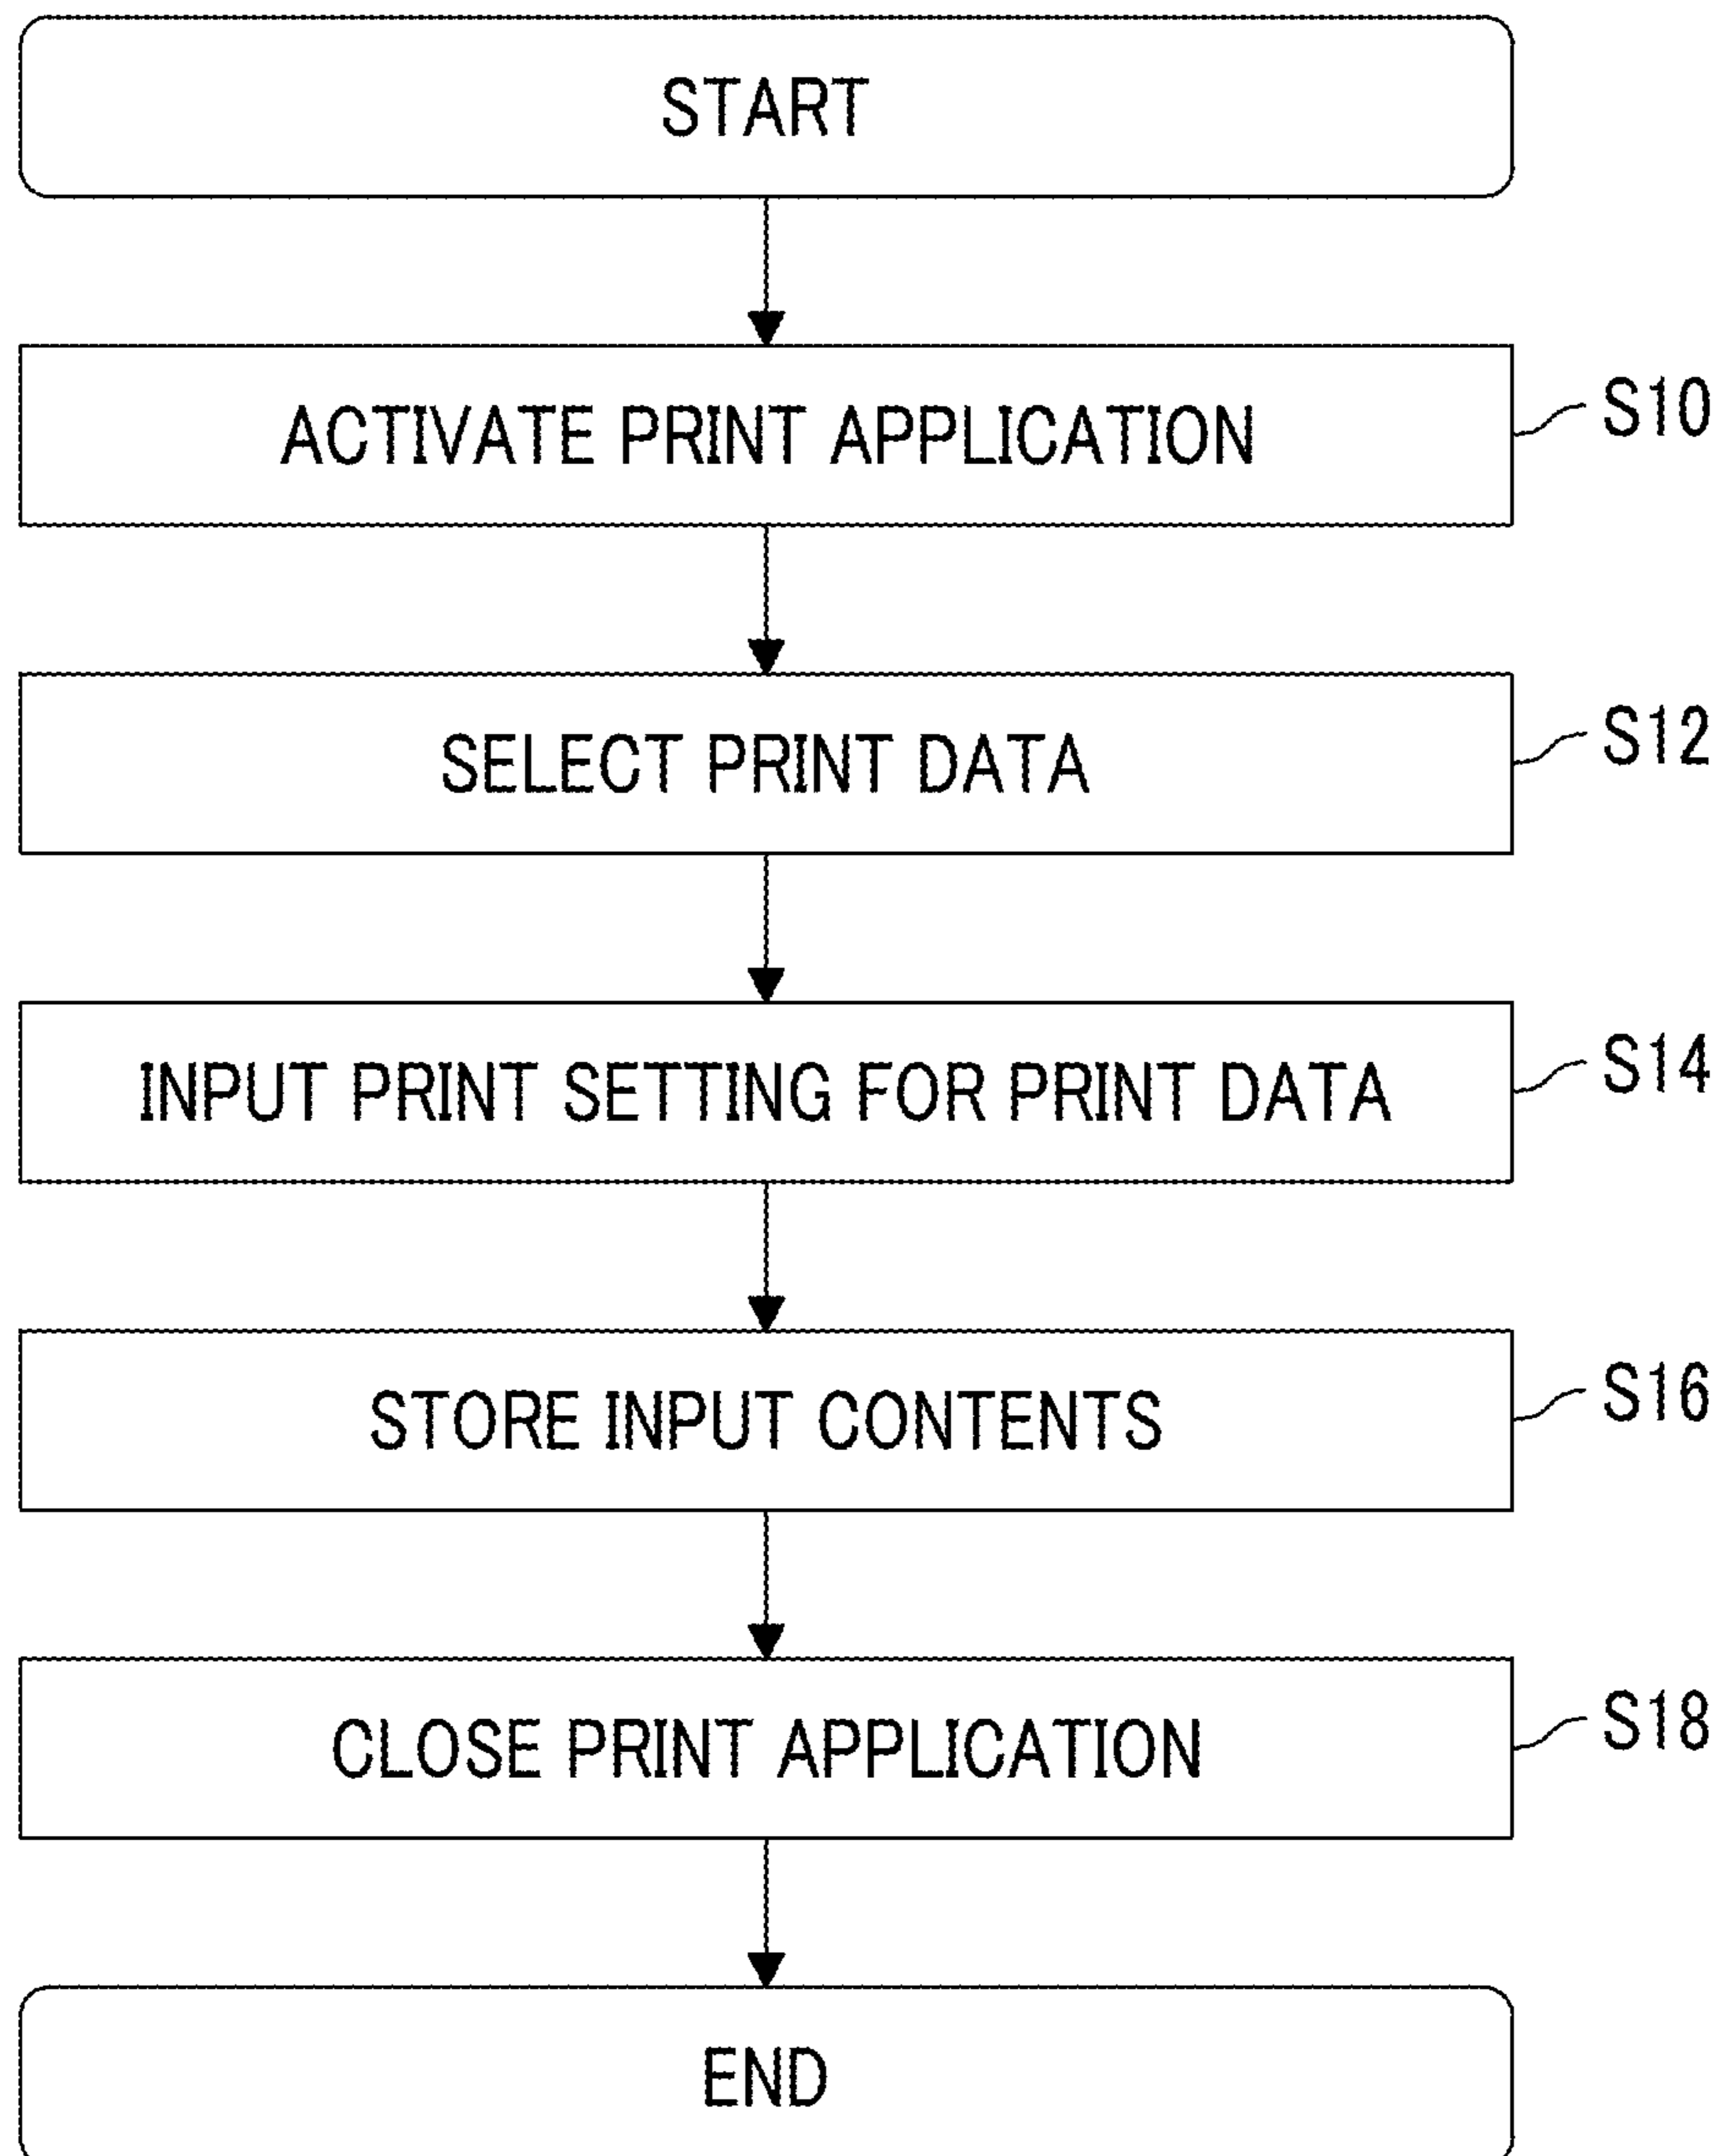 START
ACTIVATE PRINT APPLICATION
S10
SELECT PRINT DATA
S12
INPUT PRINT SETTING FOR PRINT DATA
S14
STORE INPUT CONTENTS
S16
CLOSE PRINT APPLICATION
S18
END